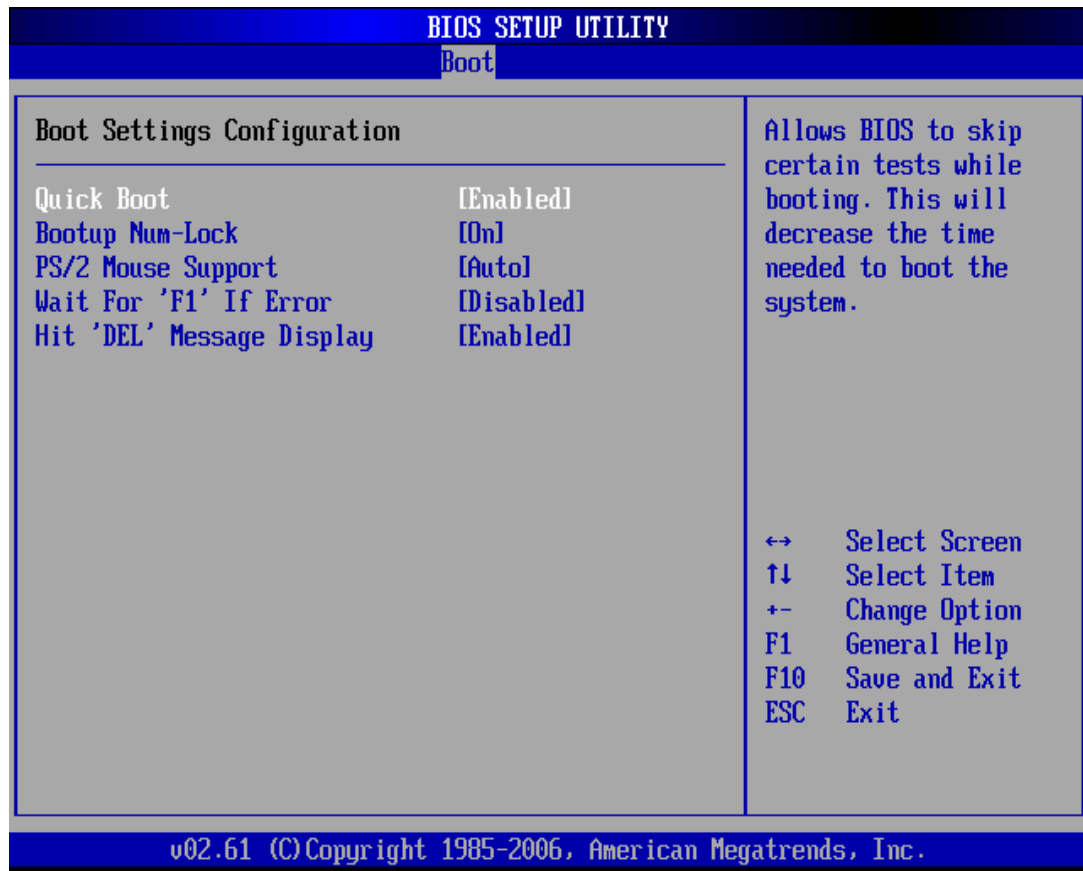 BIOS SETUP UTILITY
Boot
Boot Settings Configuration
Quick Boot [Enabled]
Bootup Num-Lock [On]
PS/2 Mouse Support [Auto]
Wait For 'F1' If Error [Disabled]
Hit 'DEL' Message Display [Enabled]
Allows BIOS to skip
certain tests while
booting. This will
decrease the time
needed to boot the
system.
←→ Select Screen
↑↓ Select Item
+- Change Option
F1 General Help
F10 Save and Exit
ESC Exit
v02.61 (C)Copyright 1985-2006, American Megatrends, Inc.